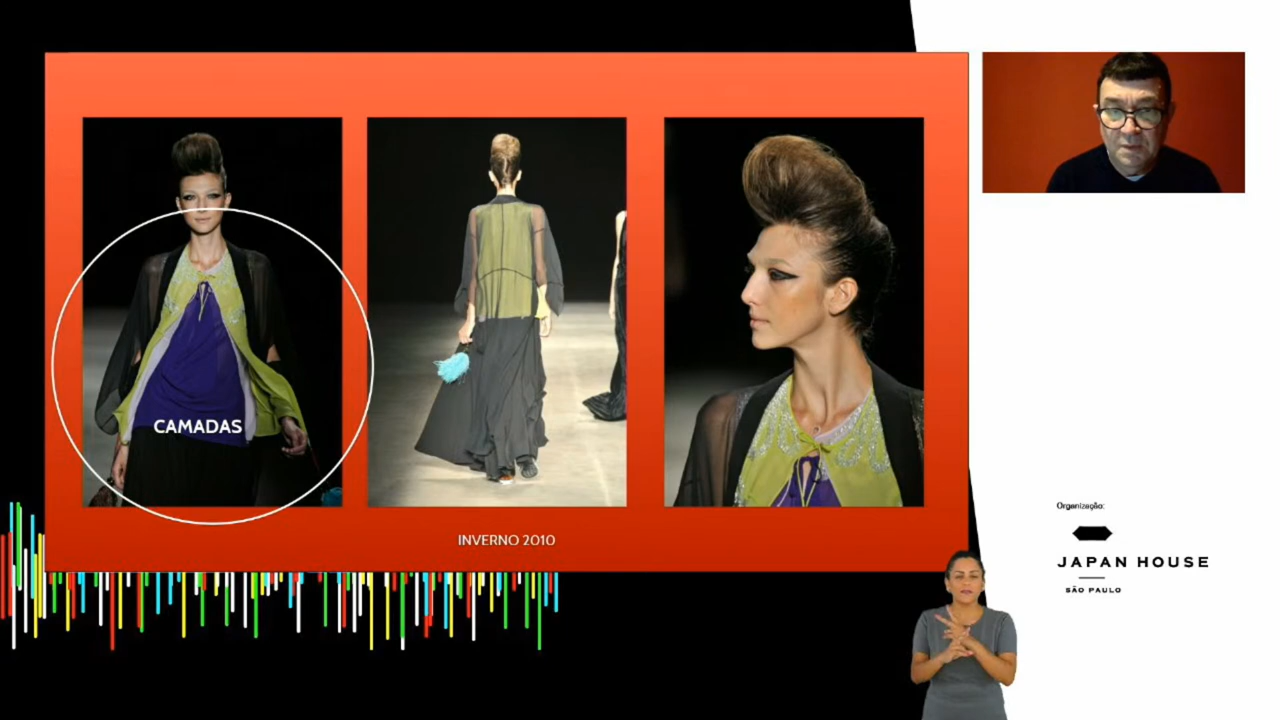 CAMADAS
INVERNO 2010
Organização:
JAPAN HOUSE
SÃO PAULO